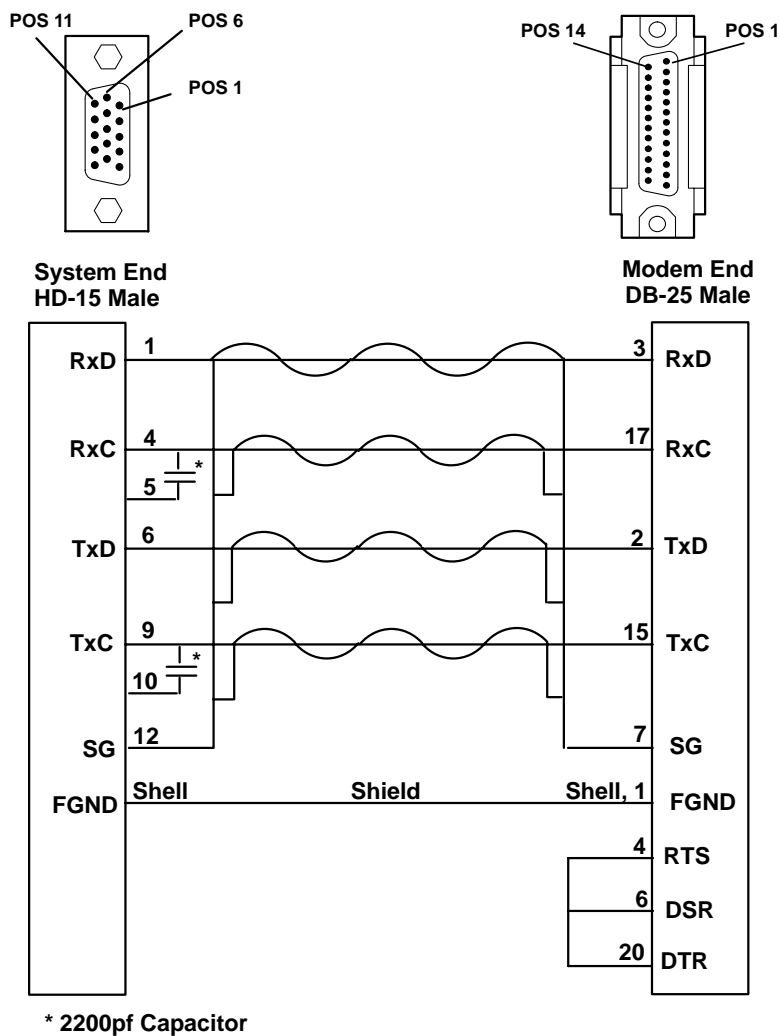 POS 11 POS 6 POS 14 POS 1
POS 1
System End
HD-15 Male
Modem End
DB-25 Male
RxD 1 3 RxD
RxC 4 17 RxC
*
5
TxD 6 2 TxD
TxC 9 15 TxC
*
10
SG 12 7 SG
FGND Shell Shield Shell, 1 FGND
4 RTS
6 DSR
20 DTR
* 2200pf Capacitor